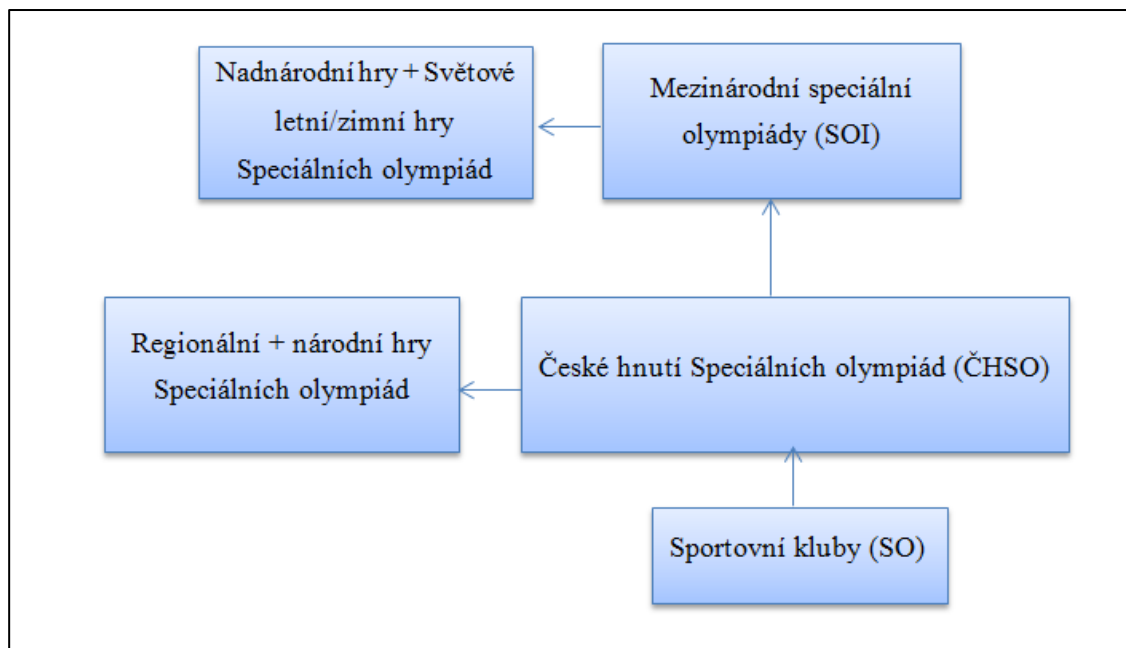 Nadnárodní hry + Světové
letní/zimní hry
Speciálních olympiád
Mezinárodní speciální
olympiády (SOI)
Regionální + národní hry
Speciálních olympiád
České hnutí Speciálních olympiád (ČHSO)
Sportovní kluby (SO)